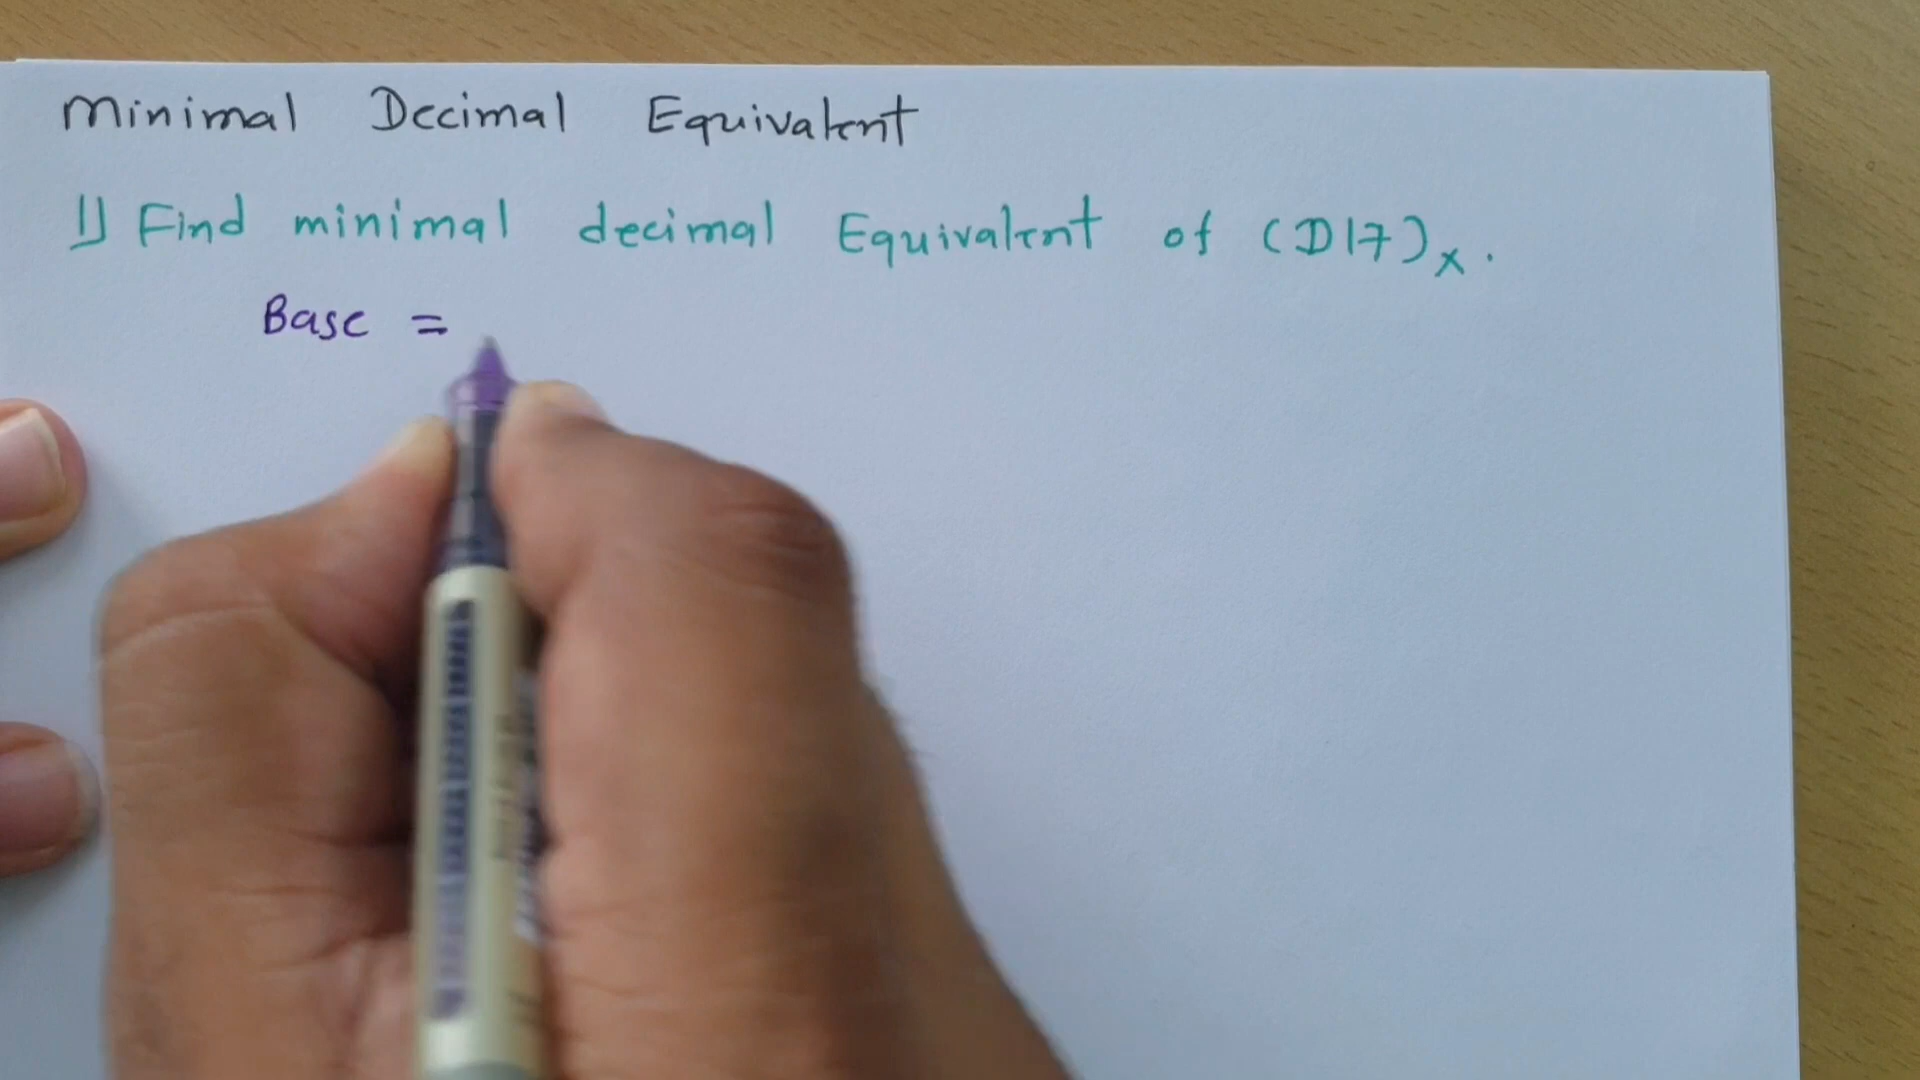 Minimal Decimal Equivalent
1) Find minimal decimal Equivalent of (D17)x.
Base =